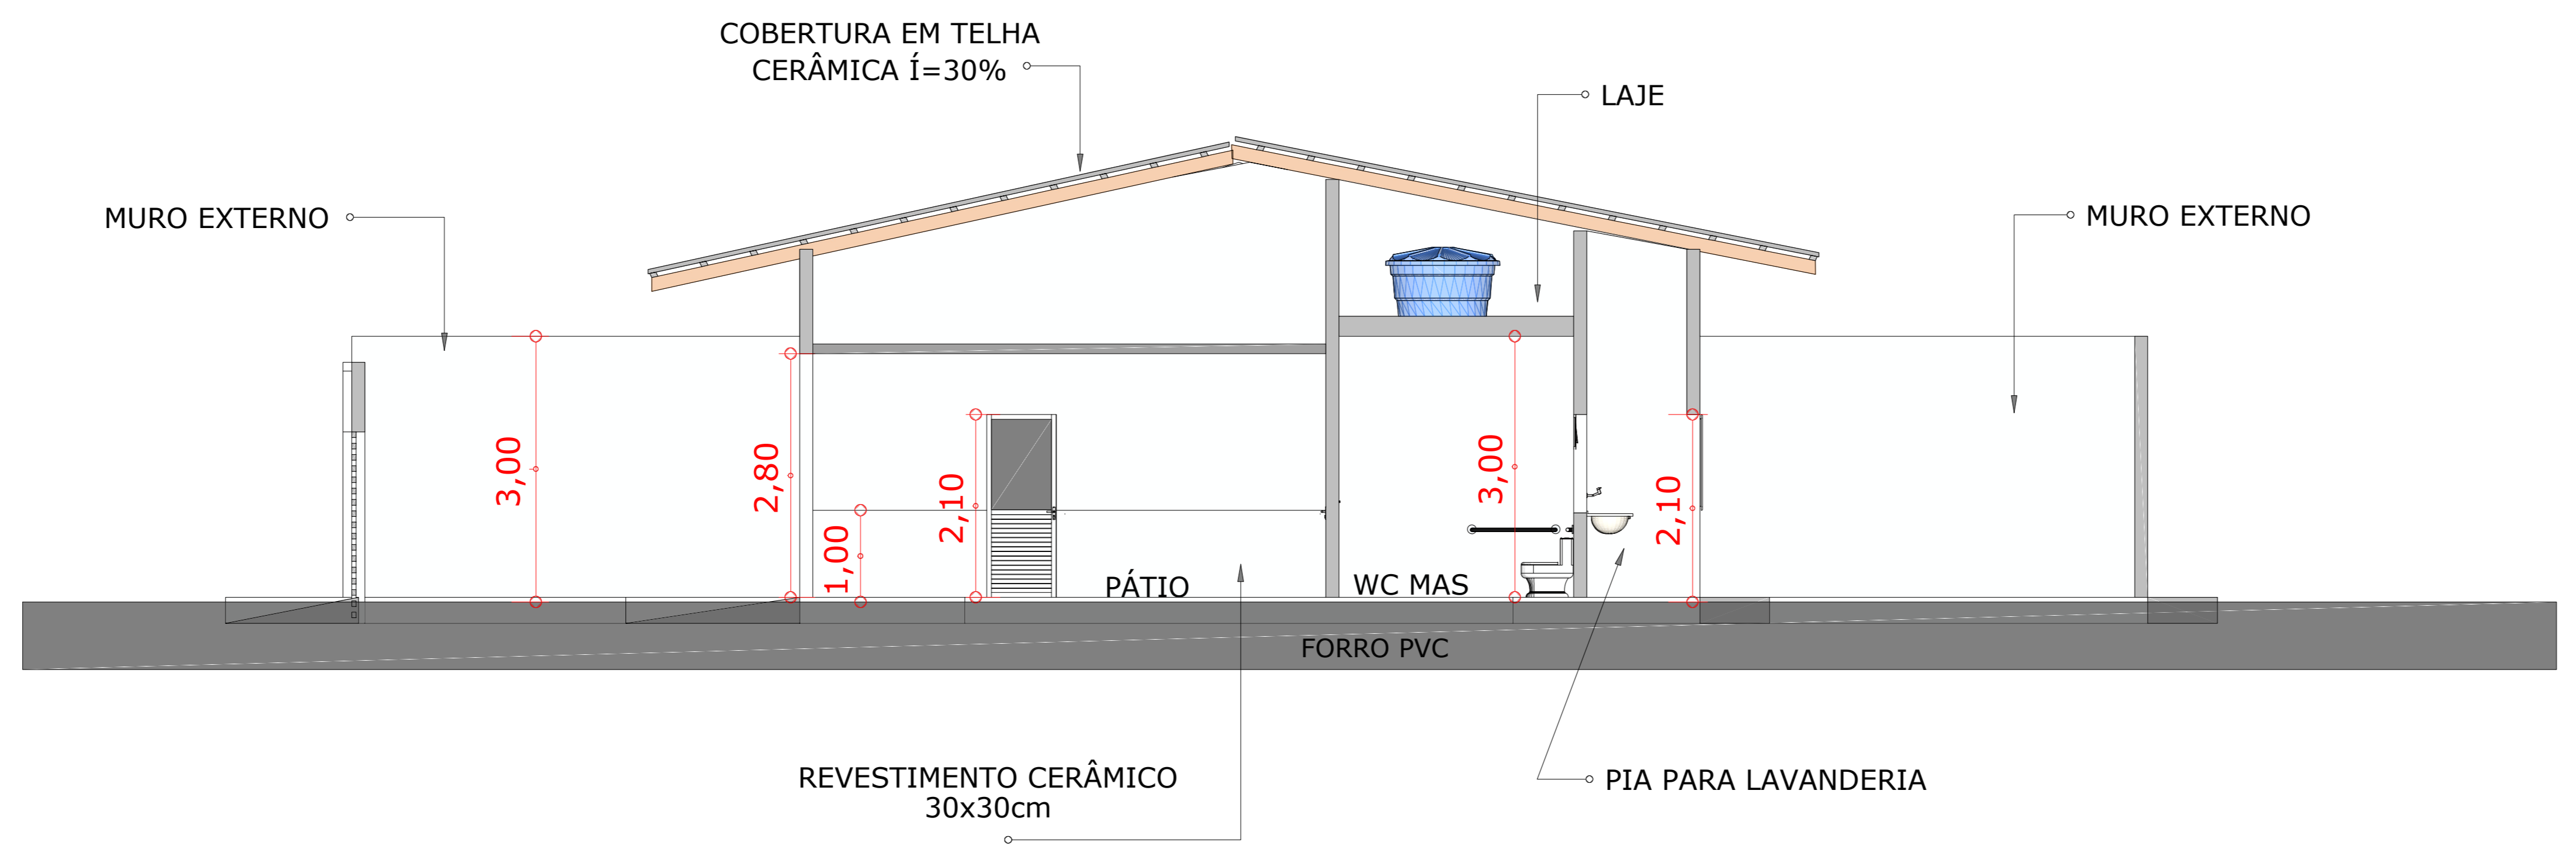 COBERTURA EM TELHA
CERÂMICA Í=30%
LAJE
MURO EXTERNO
MURO EXTERNO
3,00
2,80
1,00
2,10
3,00
2,10
PÁTIO
WC MAS
FORRO PVC
REVESTIMENTO CERÂMICO
30x30cm
PIA PARA LAVANDERIA